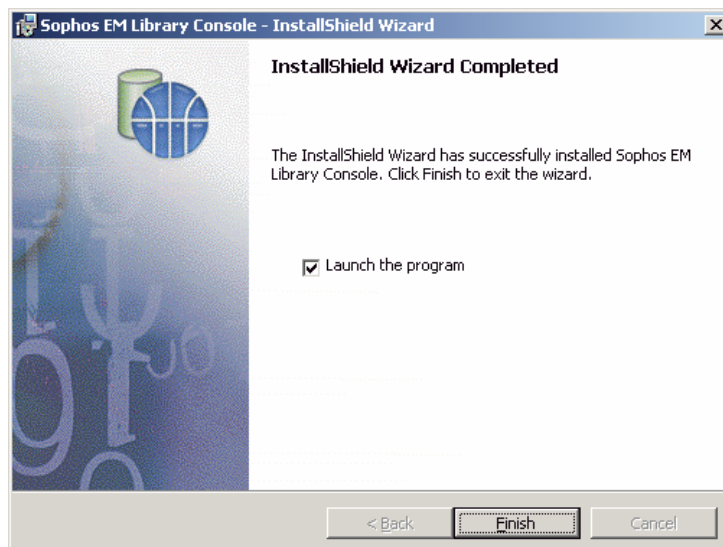 Sophos EM Library Console - InstallShield Wizard
InstallShield Wizard Completed
The InstallShield Wizard has successfully installed Sophos EM
Library Console. Click Finish to exit the wizard.
Launch the program
< Back
Finish
Cancel